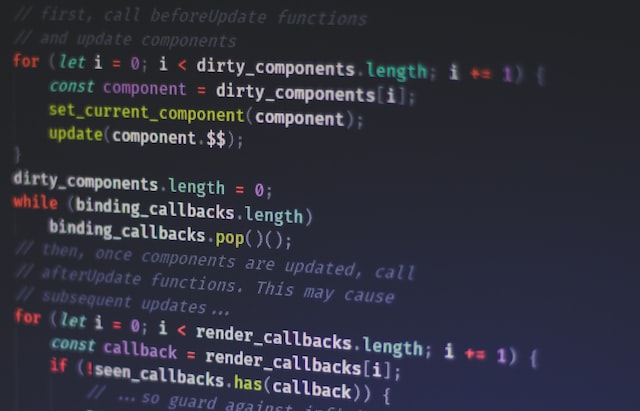 // first, call beforeUpdate functions
// and update components
for (let i = 0; i < dirty_components.length; i += 1) {
const component = dirty_components[i];
set_current_component(component);
update(component.$$);
}
dirty_components.length = 0;
while (binding_callbacks.length)
binding_callbacks.pop()();
// then, once components are updated, call
// afterUpdate functions. This may cause
// subsequent updates...
for (let i = 0; i < render_callbacks.length; i += 1) {
const callback = render_callbacks[i];
if (!seen_callbacks.has(callback)) {
// ...so guard against